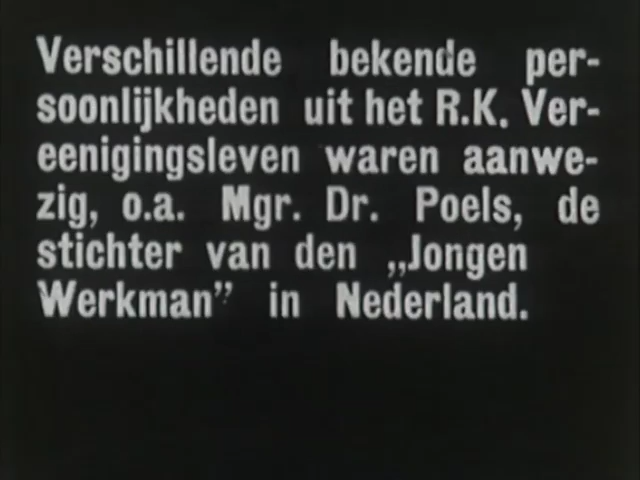 Verschillende bekende per-
soonlijkheden uit het R.K. Ver-
eenigingsleven waren aanwe-
zig, o.a. Mgr. Dr. Poels, de
stichter van den „Jongen
Werkman” in Nederland.